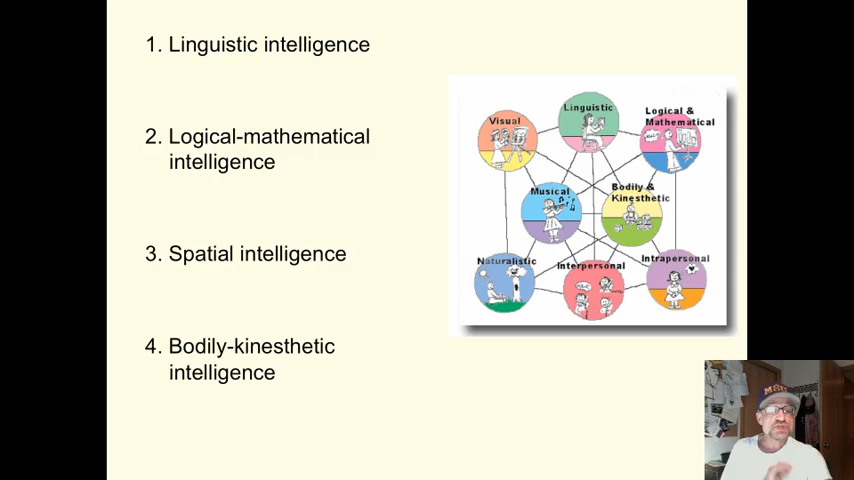 1. Linguistic intelligence
2. Logical-mathematical
intelligence
3. Spatial intelligence
4. Bodily-kinesthetic
intelligence
Linguistic
Visual
Logical &
Mathematical
Musical
Bodily &
Kinesthetic
Naturalistic
Interpersonal
Intrapersonal